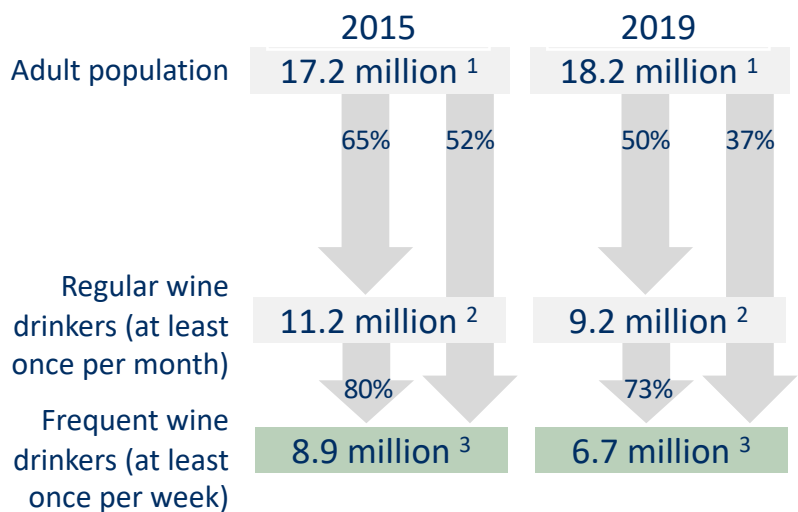 2015 2019
Adult population 17.2 million 1 18.2 million 1
65% 52% 50% 37%
Regular wine
drinkers (at least
once per month)
11.2 million 2 9.2 million 2
80% 73%
Frequent wine
drinkers (at least
once per week)
8.9 million 3 6.7 million 3